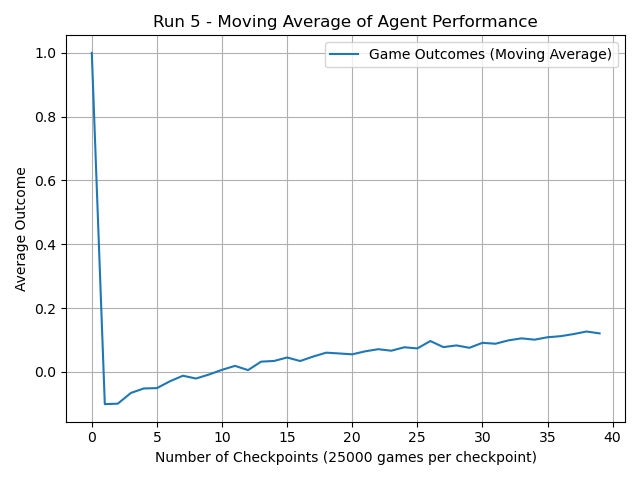 Run 5 - Moving Average of Agent Performance
Game Outcomes (Moving Average)
1.0
0.8
0.6
0.4
0.2
0.0
Average Outcome
0 5 10 15 20 25 30 35 40
Number of Checkpoints (25000 games per checkpoint)